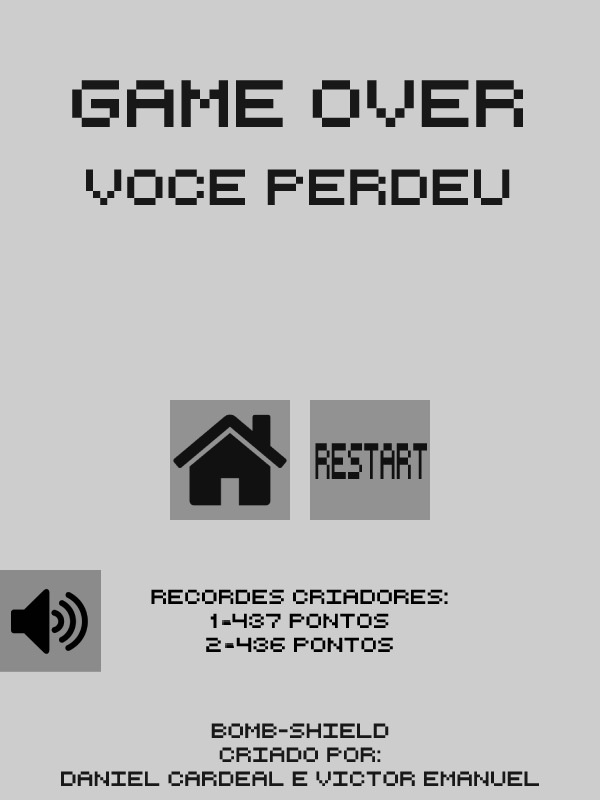 GAME OVER
VOCE PERDEU
RESTART
RECORDES CRIADORES:
1=437 PONTOS
2=436 PONTOS
BOMB-SHIELD
CRIADO POR:
DANIEL CARDEAL E VICTOR EMANUEL